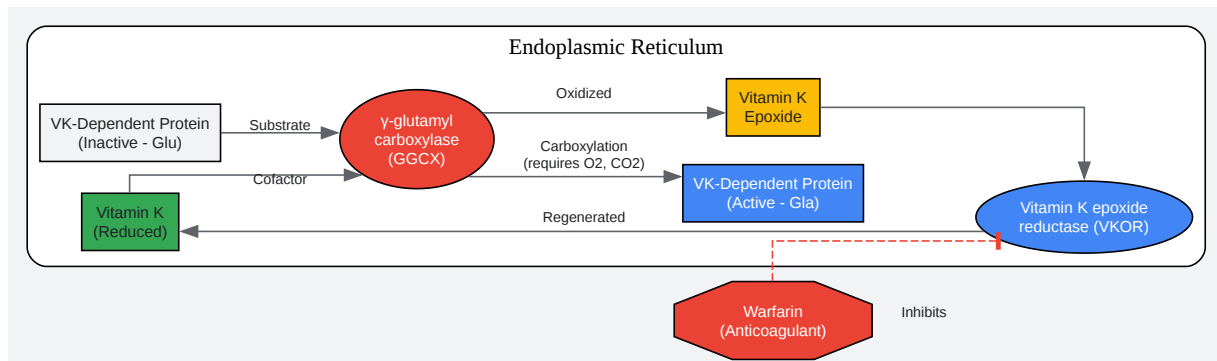 Endoplasmic Reticulum
VK-Dependent Protein
(Inactive - Glu)
Substrate
γ-glutamyl
carboxylase
(GGCX)
Oxidized
Vitamin K
Epoxide
Carboxylation
(requires O2, CO2)
VK-Dependent Protein
(Active - Gla)
Cofactor
Vitamin K
(Reduced)
Regenerated
Vitamin K epoxide
reductase (VKOR)
Warfarin
(Anticoagulant)
Inhibits